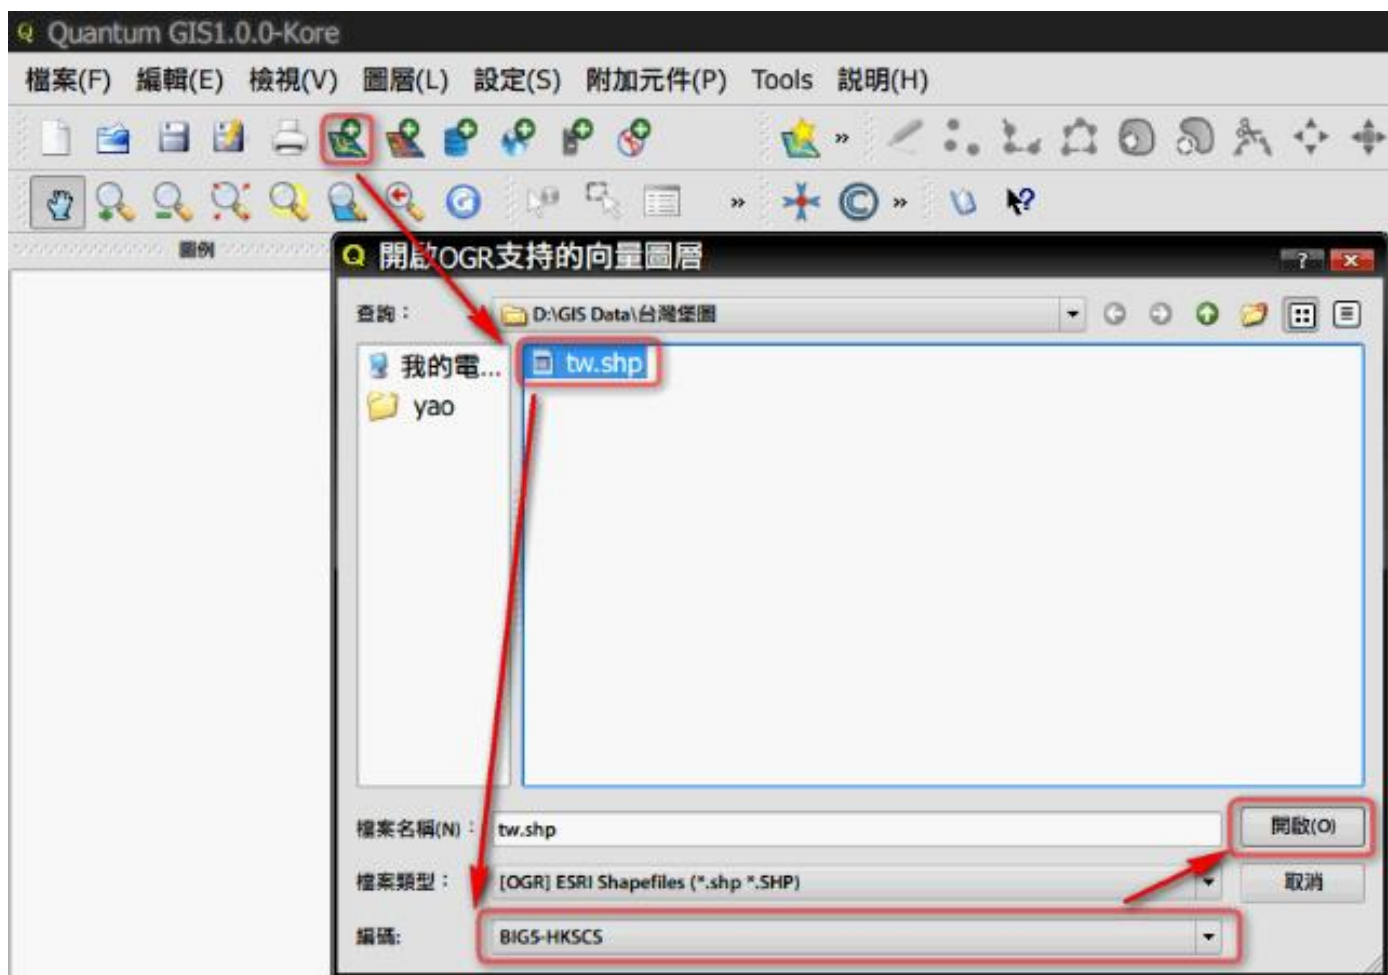 Quantum GIS1.0.0-Kore
檔案(F) 編輯(E) 檢視(V) 圖層(L) 設定(S) 附加元件(P) Tools 說明(H)
圖例
開啟OGR支持的向量圖層
查詢: D:\GIS Data\台灣堡圖
我的電...
tw.shp
yao
檔案名稱(N): tw.shp 開啟(O)
檔案類型: [OGR] ESRI Shapefiles (*.shp *.SHP) 取消
編碼: BIG5-HKSCS